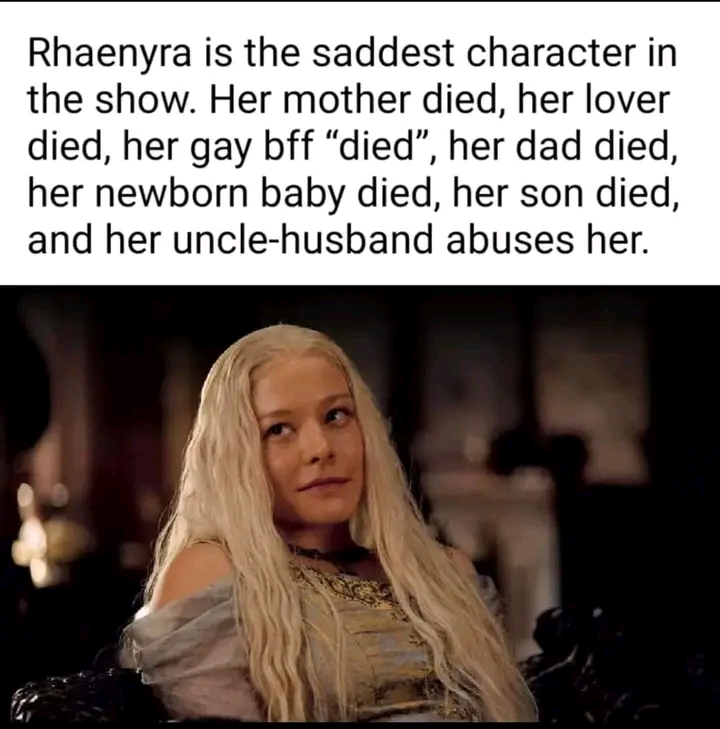 Rhaenyra is the saddest character in
the show. Her mother died, her lover
died, her gay bff “died”, her dad died,
her newborn baby died, her son died,
and her uncle-husband abuses her.